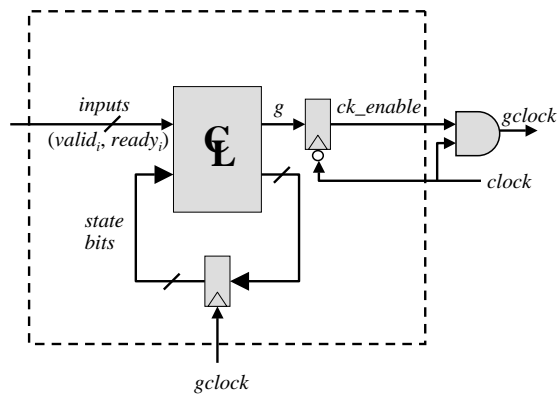 inputs
(valid_i, ready_i)
CL
g
ck_enable
gclock
clock
state
bits
gclock